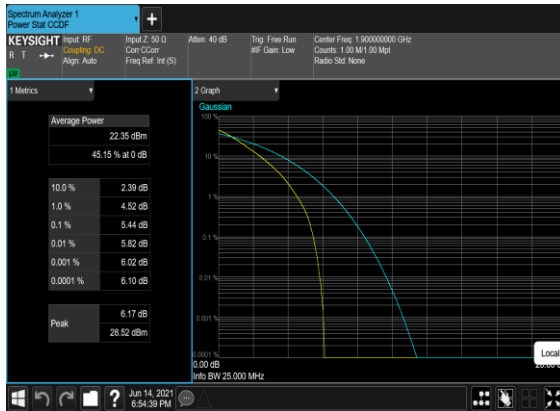 Spectrum Analyzer 1
Power Stat CCDF
KEYSIGHT
R T
LXI
Input: RF
Coupling: DC
Align: Auto
Input Z: 50 Ω
Corr CCorr
Freq Ref: Int (S)
Atten: 40 dB
Trig: Free Run
#IF Gain: Low
Center Freq: 1.900000000 GHz
Counts: 1.00 M/1.00 Mpt
Radio Std: None
1 Metrics
Average Power
22.35 dBm
45.15 % at 0 dB
10.0 % 2.39 dB
1.0 % 4.52 dB
0.1 % 5.44 dB
0.01 % 5.82 dB
0.001 % 6.02 dB
0.0001 % 6.10 dB
Peak
6.17 dB
28.52 dBm
2 Graph
Gaussian
100 %
10 %
1 %
0.1 %
0.01 %
0.001 %
0.0001 %
0.00 dB
Info BW 25.000 MHz
Local
?
Jun 14, 2021
6:54:39 PM